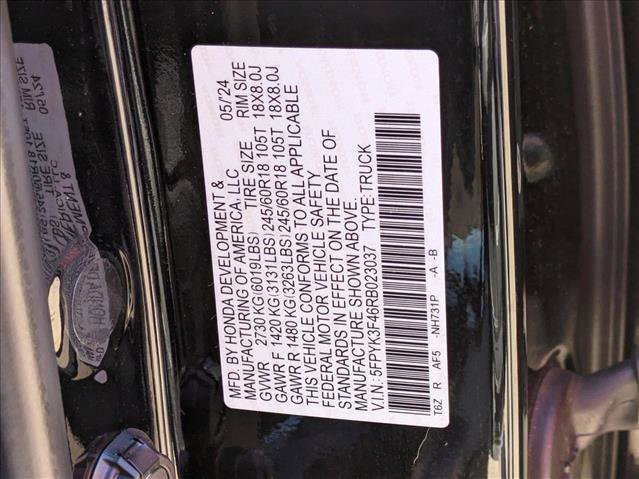 MFD. BY HONDA DEVELOPMENT & 05/'24
MANUFACTURING OF AMERICA, LLC
GVWR 2730 KG (6019LBS) TIRE SIZE RIM SIZE
GAWR F 1420 KG (3131LBS) 245/60R18 105T 18X8.0J
GAWR R 1480 KG (3263LBS) 245/60R18 105T 18X8.0J
THIS VEHICLE CONFORMS TO ALL APPLICABLE
FEDERAL MOTOR VEHICLE SAFETY
STANDARDS IN EFFECT ON THE DATE OF
MANUFACTURE SHOWN ABOVE.
V.I.N.: 5FPYK3F46RB023037 TYPE:TRUCK
T6Z R AF5 -NH731P -A -B